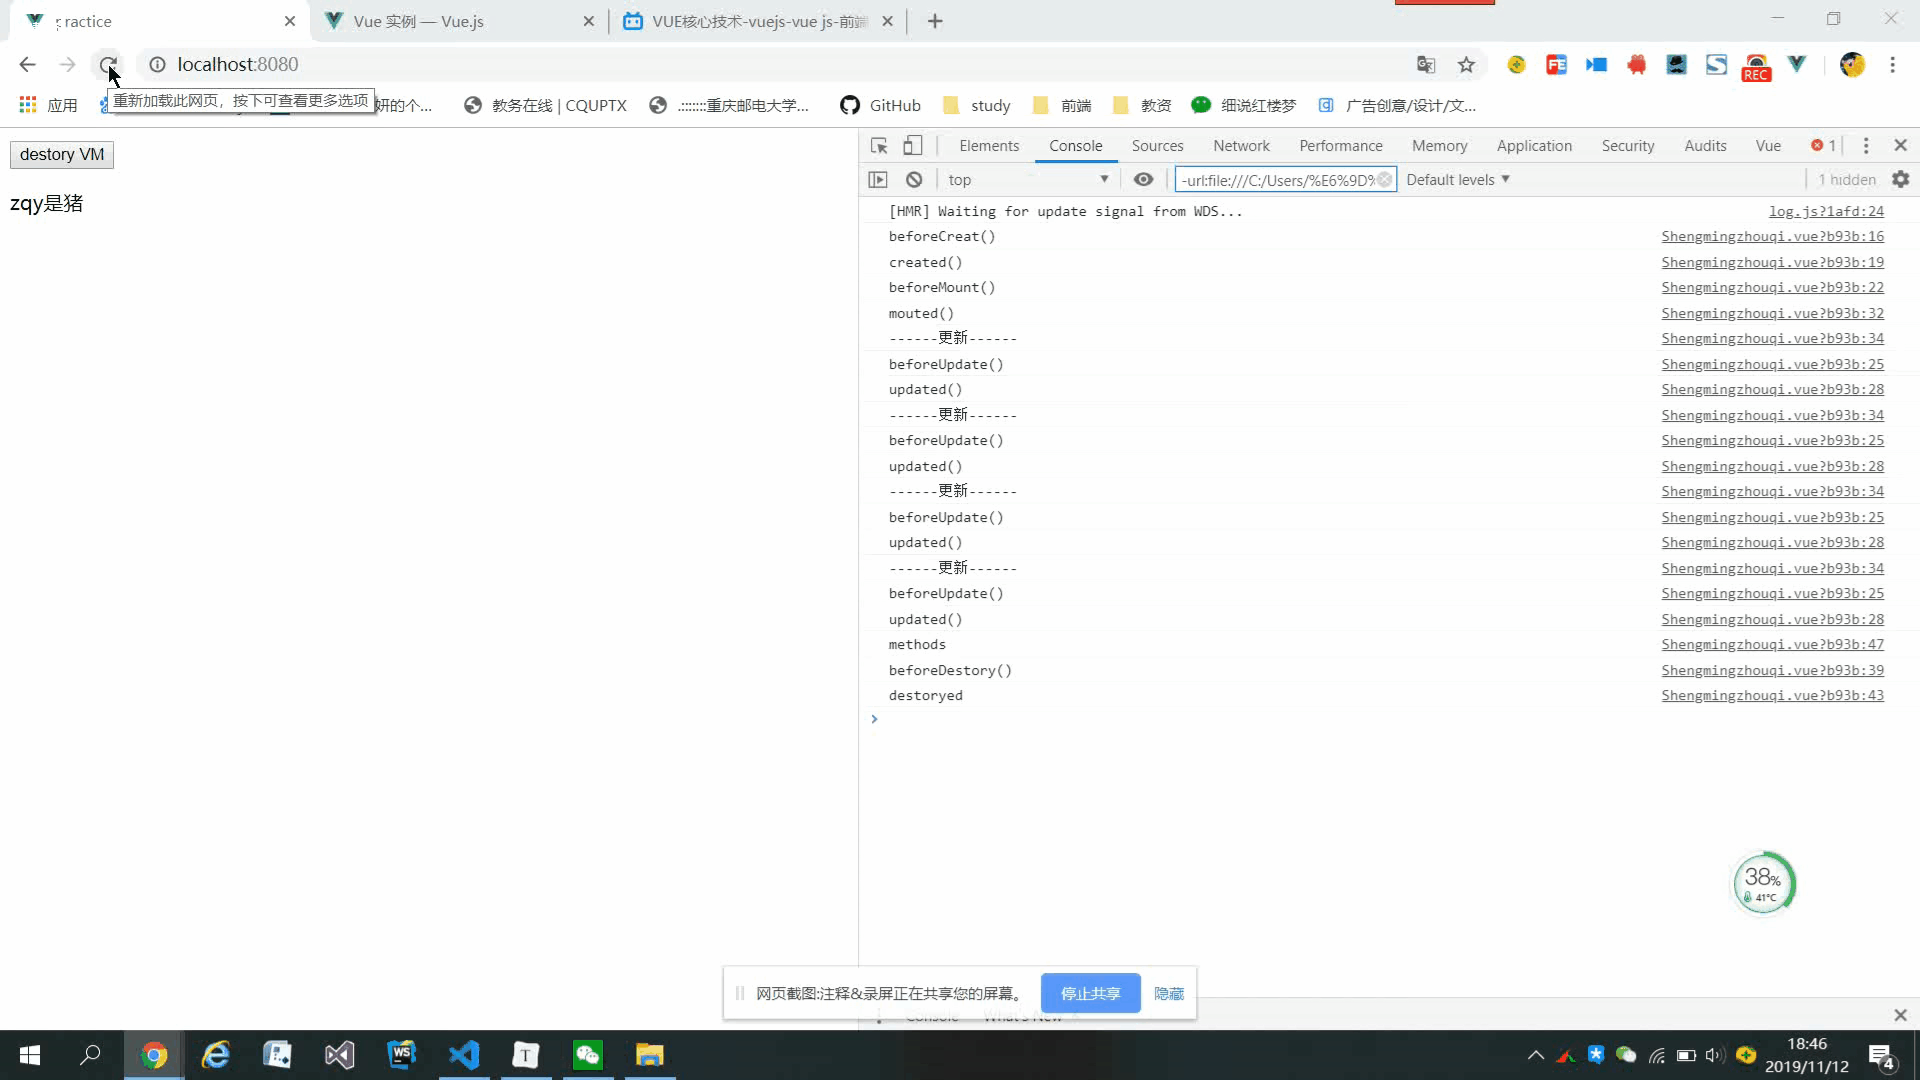 ractice
Vue 实例 — Vue.js
VUE核心技术-vuejs-vue js-前端
localhost:8080
REC
重新加载此网页，按下可查看更多选项
应用
妍的个...
教务在线 | CQUPTX
.:::::::重庆邮电大学...
GitHub
study
前端
教资
细说红楼梦
广告创意/设计/文...
destory VM
zqy是猪
Elements
Console
Sources
Network
Performance
Memory
Application
Security
Audits
Vue
1
top
-url:file:///C:/Users/%E6%9D%
Default levels
1 hidden
[HMR] Waiting for update signal from WDS... log.js?1afd:24
beforeCreat() Shengmingzhouqi.vue?b93b:16
created() Shengmingzhouqi.vue?b93b:19
beforeMount() Shengmingzhouqi.vue?b93b:22
mouted() Shengmingzhouqi.vue?b93b:32
------更新------ Shengmingzhouqi.vue?b93b:34
beforeUpdate() Shengmingzhouqi.vue?b93b:25
updated() Shengmingzhouqi.vue?b93b:28
------更新------ Shengmingzhouqi.vue?b93b:34
beforeUpdate() Shengmingzhouqi.vue?b93b:25
updated() Shengmingzhouqi.vue?b93b:28
------更新------ Shengmingzhouqi.vue?b93b:34
beforeUpdate() Shengmingzhouqi.vue?b93b:25
updated() Shengmingzhouqi.vue?b93b:28
------更新------ Shengmingzhouqi.vue?b93b:34
beforeUpdate() Shengmingzhouqi.vue?b93b:25
updated() Shengmingzhouqi.vue?b93b:28
methods Shengmingzhouqi.vue?b93b:47
beforeDestory() Shengmingzhouqi.vue?b93b:39
destoryed Shengmingzhouqi.vue?b93b:43
38%
41°C
网页截图:注释&录屏正在共享您的屏幕。
停止共享
隐藏
Console
What's New
18:46
2019/11/12
4